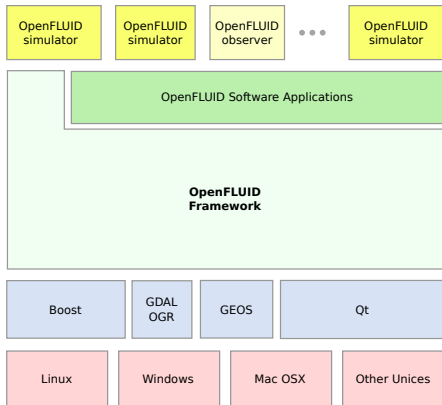 OpenFLUID
simulator
OpenFLUID
simulator
OpenFLUID
observer
OpenFLUID
simulator
OpenFLUID Software Applications
OpenFLUID
Framework
Boost
GDAL
OGR
GEOS
Qt
Linux
Windows
Mac OSX
Other Unices